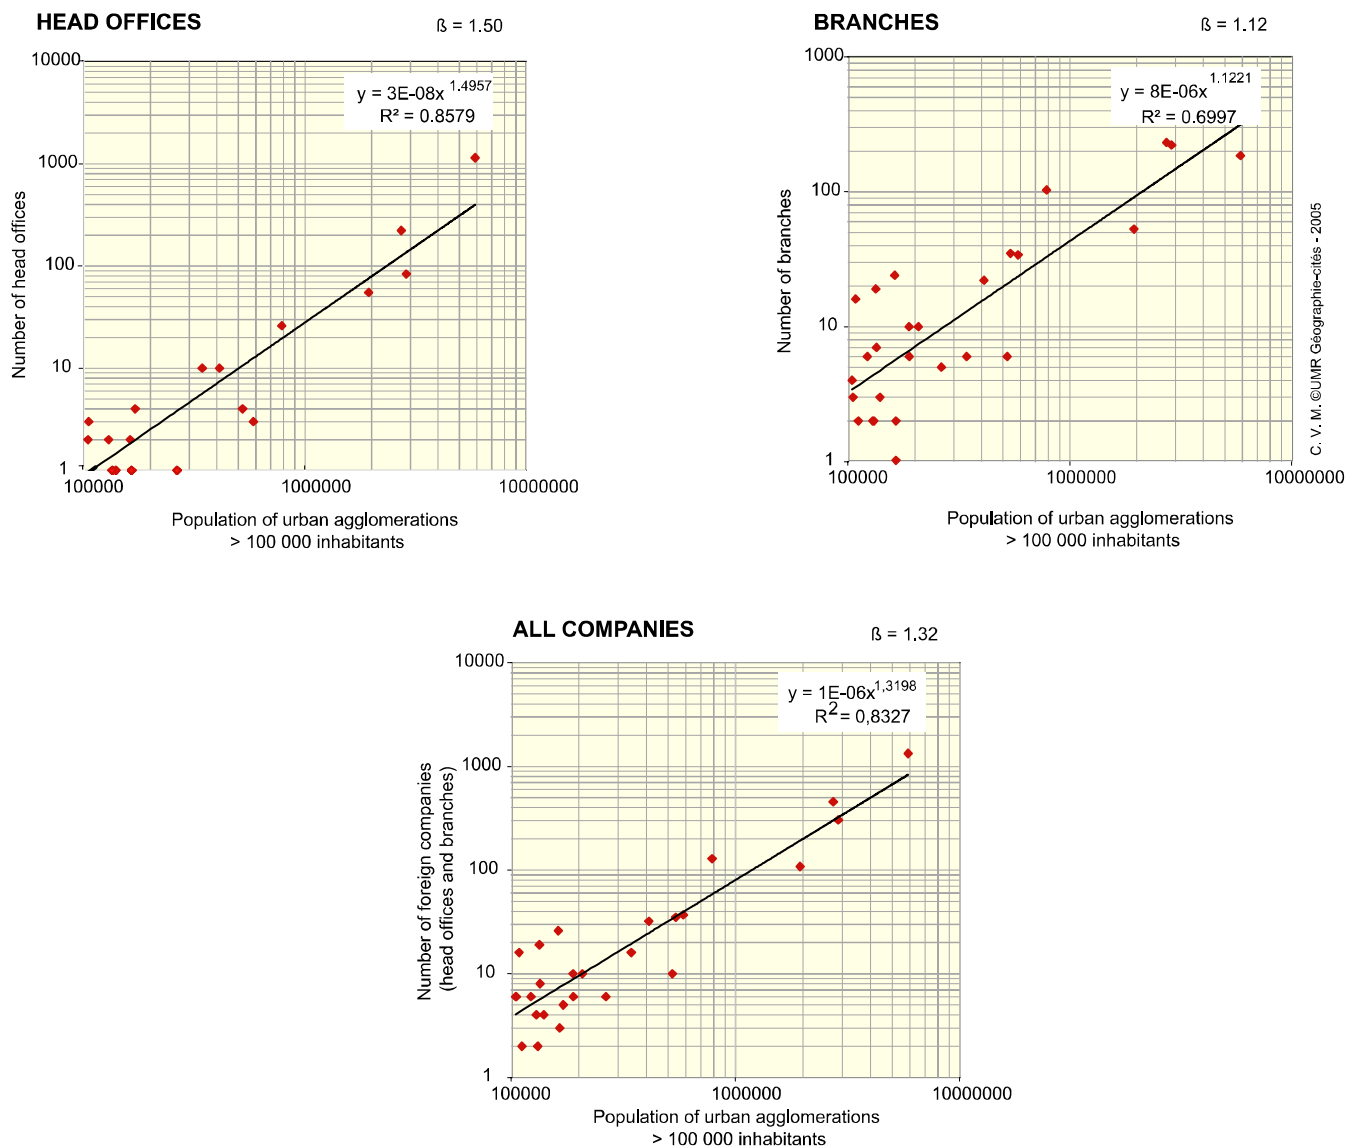 HEAD OFFICES
ß = 1.50
10000
1000
100
10
1
y = 3E-08x 1.4957
R² = 0.8579
Number of head offices
100000 1000000 10000000
Population of urban agglomerations
> 100 000 inhabitants
BRANCHES
ß = 1.12
1000
100
10
1
y = 8E-06x 1.1221
R² = 0.6997
Number of branches
100000 1000000 10000000
Population of urban agglomerations
> 100 000 inhabitants
C. V. M. ©UMR Géographie-cités - 2005
ALL COMPANIES
ß = 1.32
10000
1000
100
10
1
y = 1E-06x 1,3198
R2 = 0,8327
Number of foreign companies
(head offices and branches)
100000 1000000 10000000
Population of urban agglomerations
> 100 000 inhabitants